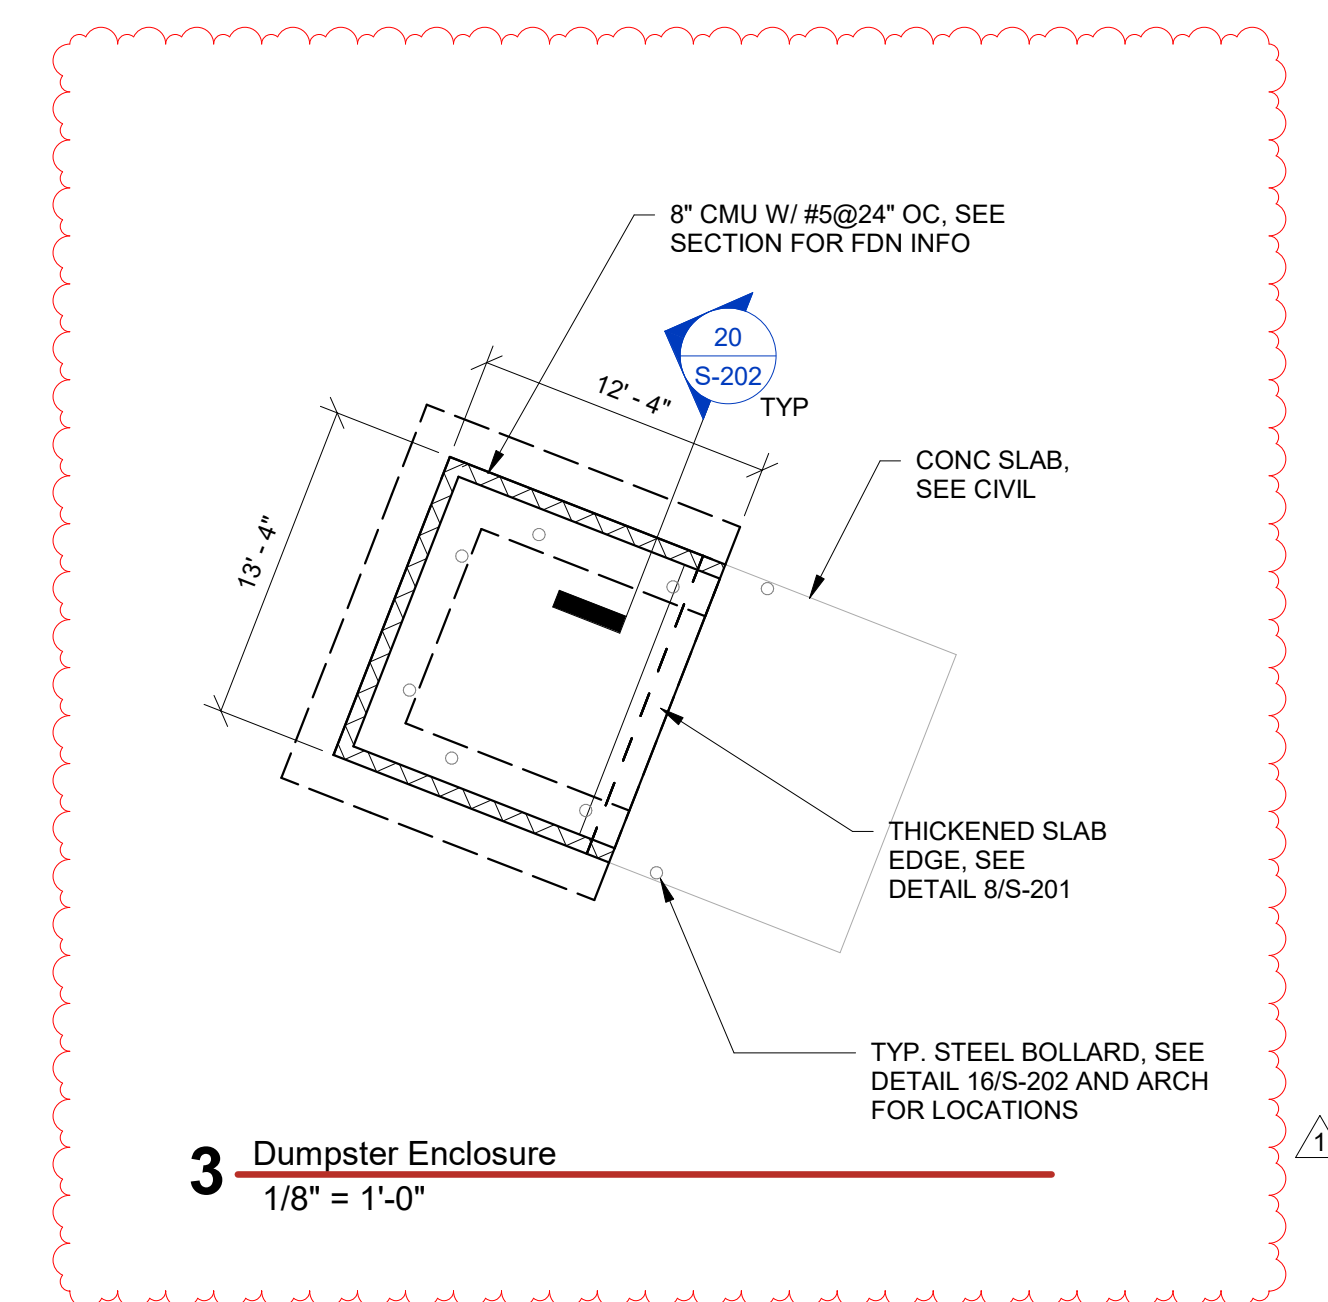 8" CMU W/ #5@24" OC, SEE
SECTION FOR FDN INFO
20
S-202
TYP
12' - 4"
13' - 4"
CONC SLAB,
SEE CIVIL
THICKENED SLAB
EDGE, SEE
DETAIL 8/S-201
TYP. STEEL BOLLARD, SEE
DETAIL 16/S-202 AND ARCH
FOR LOCATIONS
1
3 Dumpster Enclosure
1/8" = 1'-0"